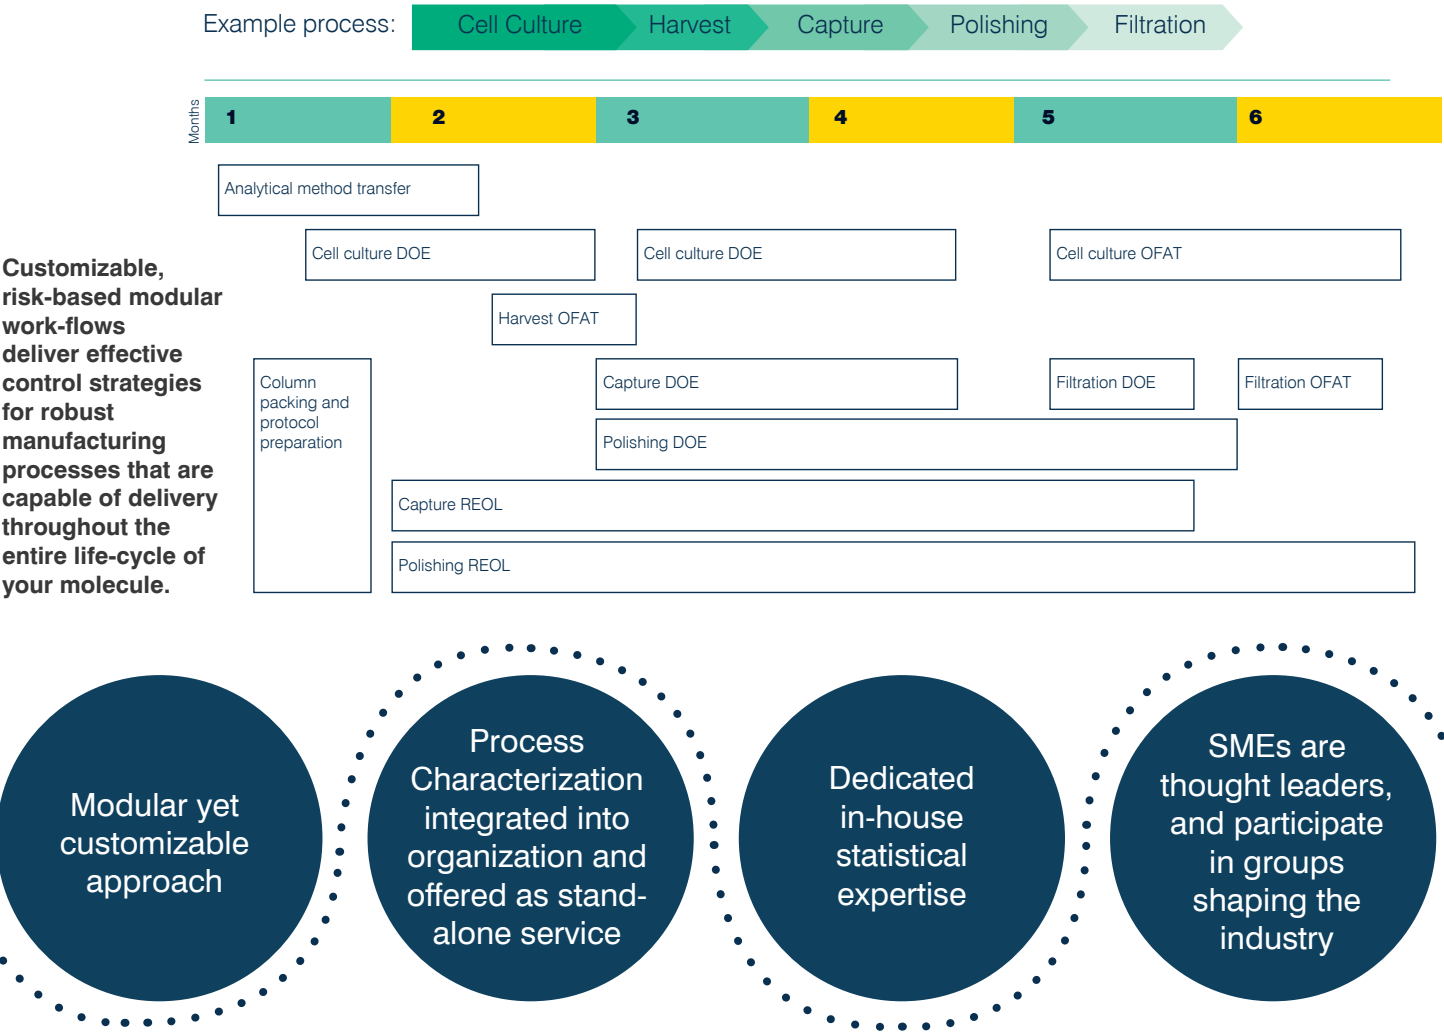 Example process:
Cell Culture
Harvest
Capture
Polishing
Filtration
Months
1
2
3
4
5
6
Analytical method transfer
Cell culture DOE
Cell culture DOE
Cell culture OFAT
Harvest OFAT
Column
packing and
protocol
preparation
Capture DOE
Filtration DOE
Filtration OFAT
Polishing DOE
Capture REOL
Polishing REOL
Customizable,
risk-based modular
work-flows
deliver effective
control strategies
for robust
manufacturing
processes that are
capable of delivery
throughout the
entire life-cycle of
your molecule.
Modular yet
customizable
approach
Process
Characterization
integrated into
organization and
offered as stand-
alone service
Dedicated
in-house
statistical
expertise
SMEs are
thought leaders,
and participate
in groups
shaping the
industry